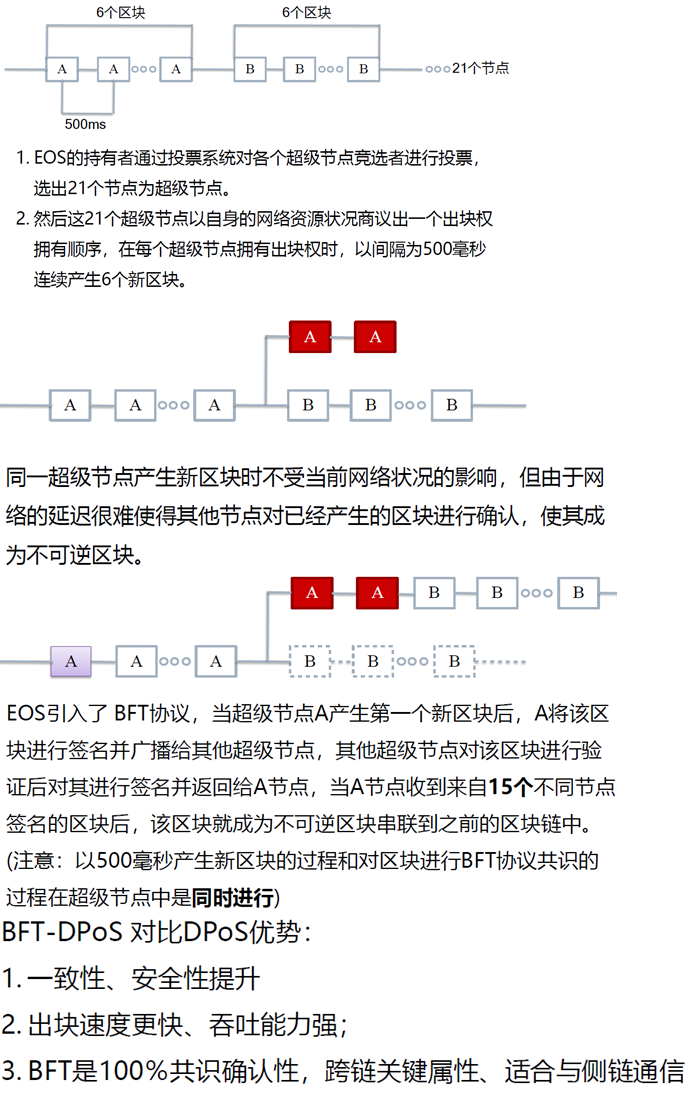 6个区块 6个区块
A A A B B B 21个节点
500ms
1. EOS的持有者通过投票系统对各个超级节点竞选者进行投票，
选出21个节点为超级节点。
2. 然后这21个超级节点以自身的网络资源状况商议出一个出块权
拥有顺序，在每个超级节点拥有出块权时，以间隔为500毫秒
连续产生6个新区块。
A A
A A A B B B
同一超级节点产生新区块时不受当前网络状况的影响，但由于网
络的延迟很难使得其他节点对已经产生的区块进行确认，使其成
为不可逆区块。
A A B B B
A A A B B B
EOS引入了 BFT协议，当超级节点A产生第一个新区块后，A将该区
块进行签名并广播给其他超级节点，其他超级节点对该区块进行验
证后对其进行签名并返回给A节点，当A节点收到来自15个不同节点
签名的区块后，该区块就成为不可逆区块串联到之前的区块链中。
(注意：以500毫秒产生新区块的过程和对区块进行BFT协议共识的
过程在超级节点中是同时进行)
BFT-DPoS 对比DPoS优势：
1. 一致性、安全性提升
2. 出块速度更快、吞吐能力强；
3. BFT是100%共识确认性，跨链关键属性、适合与侧链通信